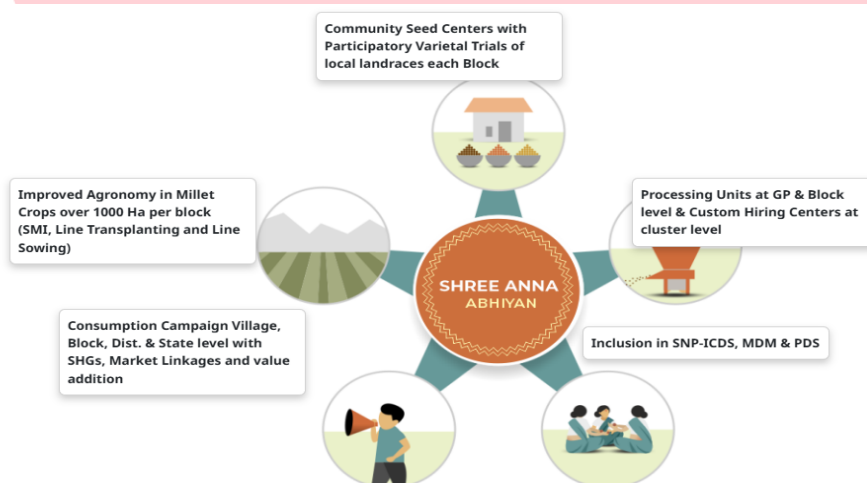 Community Seed Centers with
Participatory Varietal Trials of
local landraces each Block
Improved Agronomy in Millet
Crops over 1000 Ha per block
(SMI, Line Transplanting and Line
Sowing)
Processing Units at GP & Block
level & Custom Hiring Centers at
cluster level
SHREE ANNA
ABHIYAN
Consumption Campaign Village,
Block, Dist. & State level with
SHGs, Market Linkages and value
addition
Inclusion in SNP-ICDS, MDM & PDS